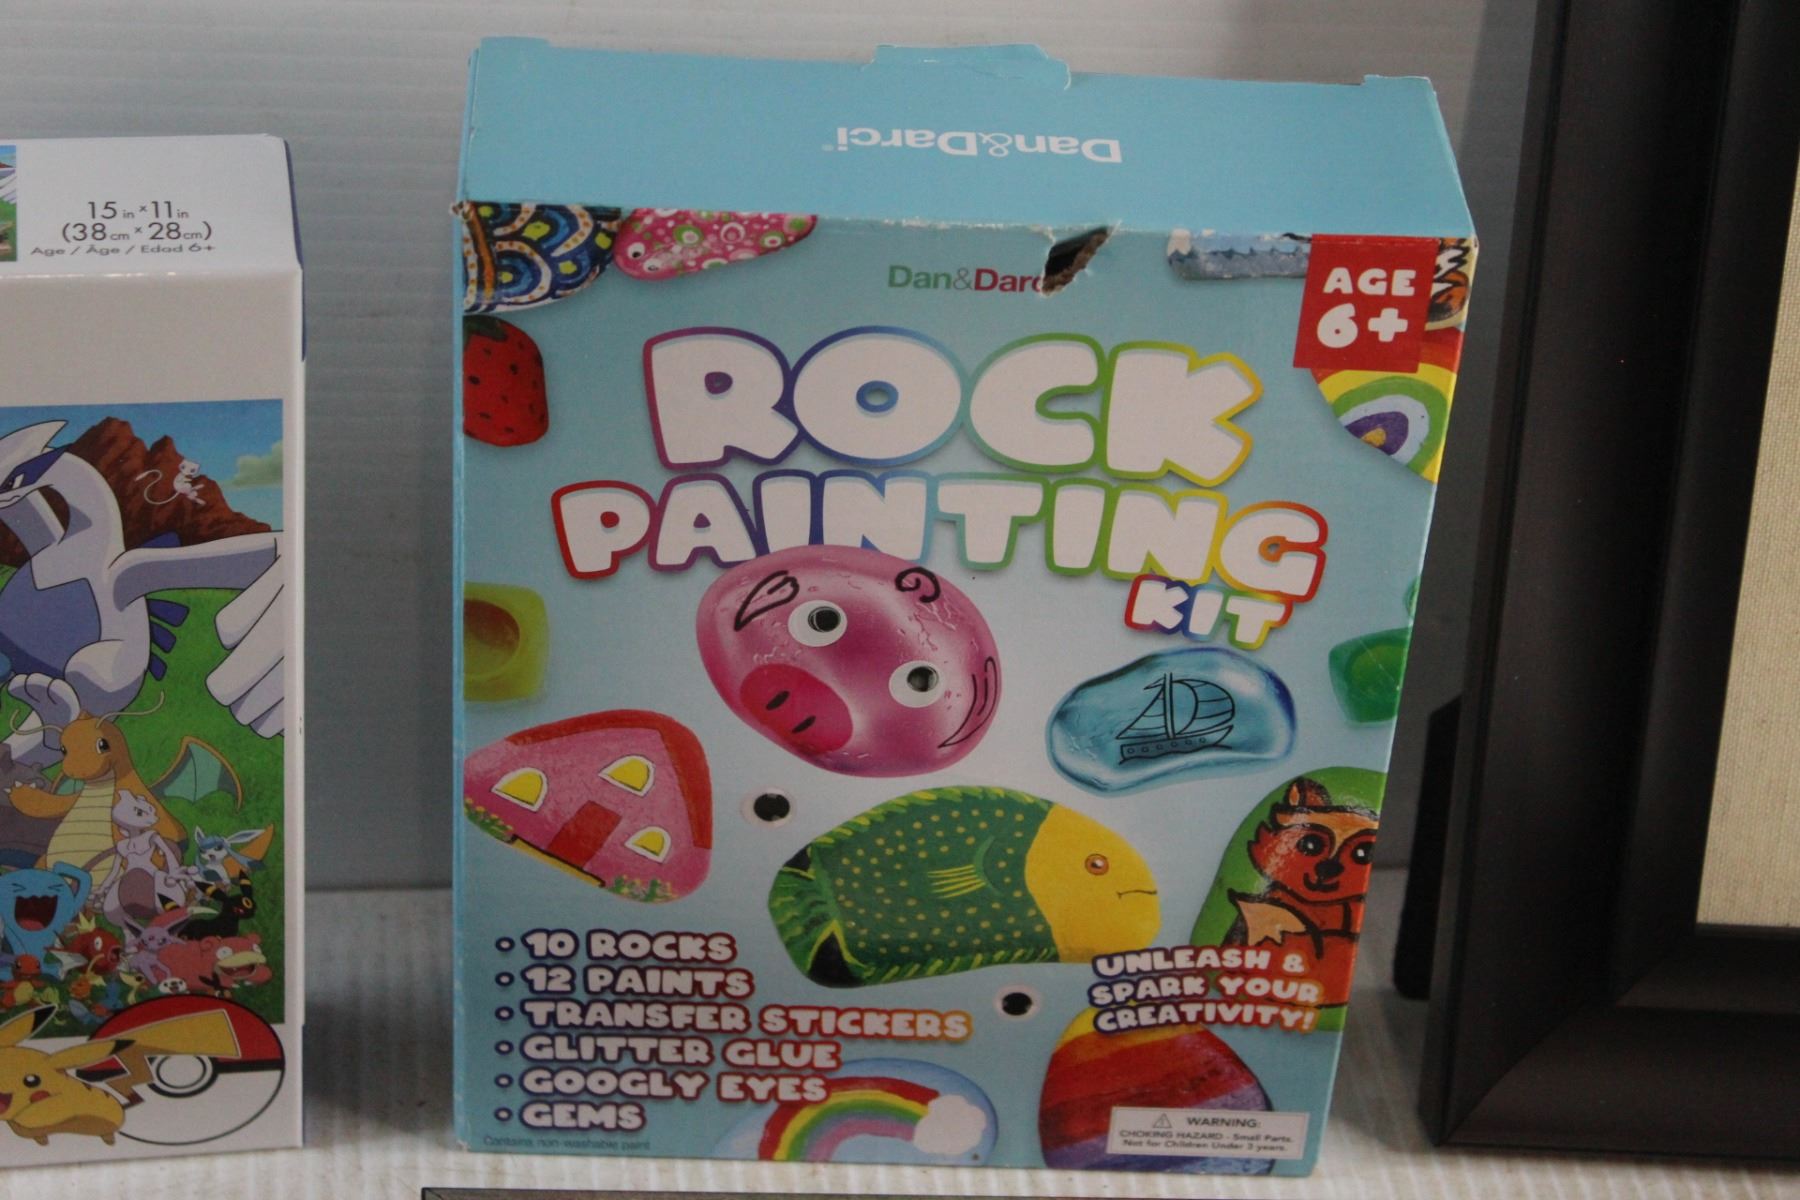 15 in x 11 in
(38 cm x 28 cm)
Age / Âge / Edad 6+
Dan&Darci®
Dan&Darc
AGE
6+
ROCK
PAINTING
KIT
• 10 ROCKS
• 12 PAINTS
• TRANSFER STICKERS
• GLITTER GLUE
• GOOGLY EYES
• GEMS
Contains non-washable paint
UNLEASH &
SPARK YOUR
CREATIVITY!
WARNING:
CHOKING HAZARD - Small Parts.
Not for Children Under 3 years.